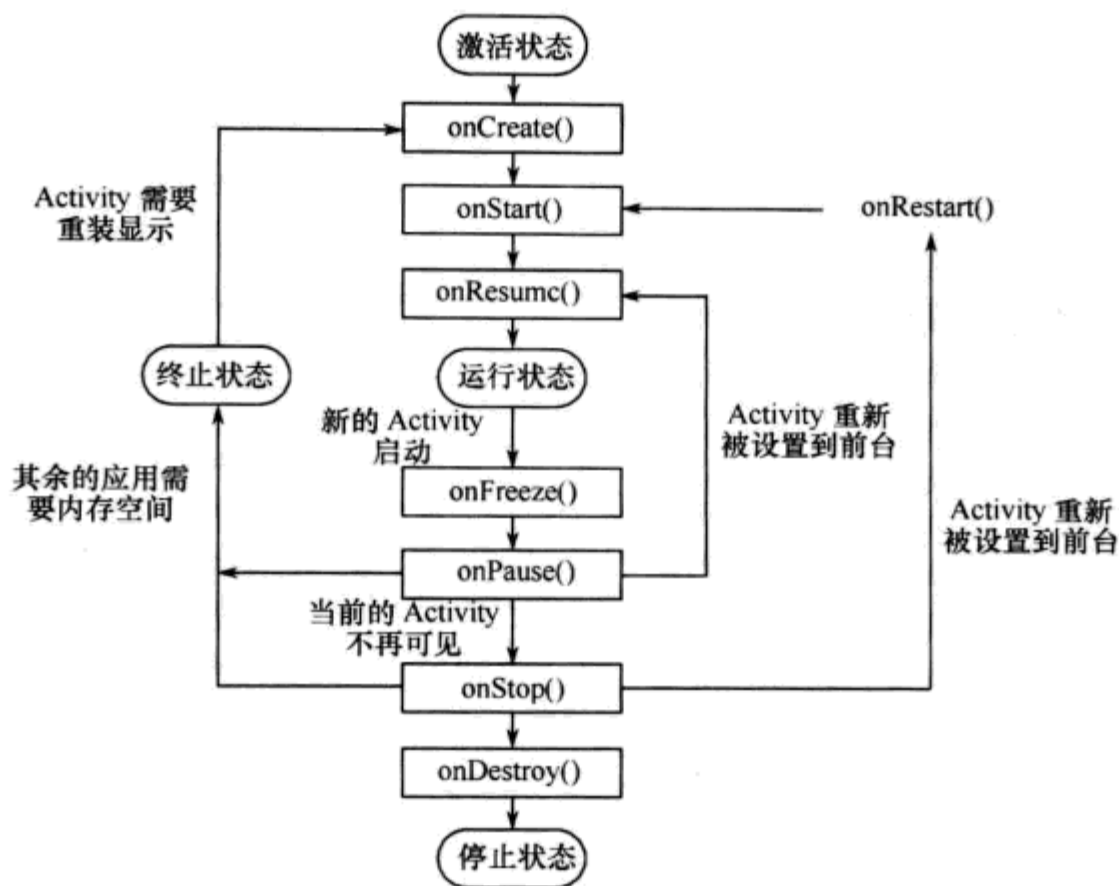 激活状态
onCreate()
Activity 需要
重装显示
onStart()
onRestart()
onResumc()
终止状态
运行状态
新的 Activity
启动
Activity 重新
被设置到前台
其余的应用需
要内存空间
onFreeze()
Activity 重新
被设置到前台
onPause()
当前的 Activity
不再可见
onStop()
onDestroy()
停止状态